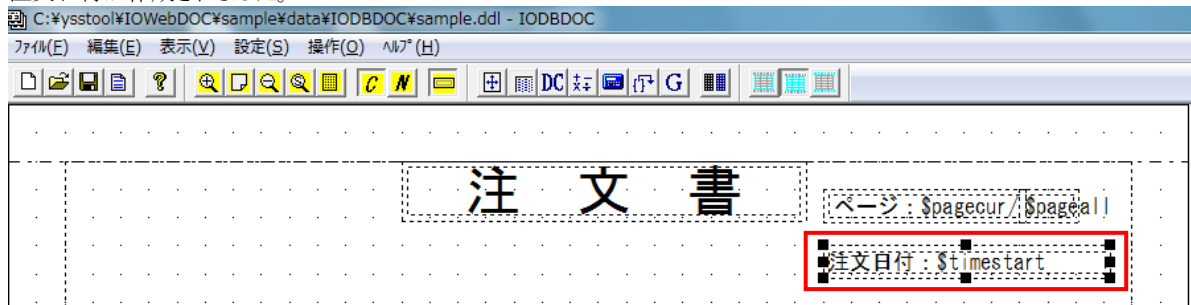 C:¥ysstool¥IOWebDOC¥sample¥data¥IODBDOC¥sample.ddl - IODBDOC
ﾌｧｲﾙ(F) 編集(E) 表示(V) 設定(S) 操作(O) ﾍﾙﾌﾟ(H)
C N DC G
注 文 書
ページ：$pagecur/$pageall
注文日付：$timestart